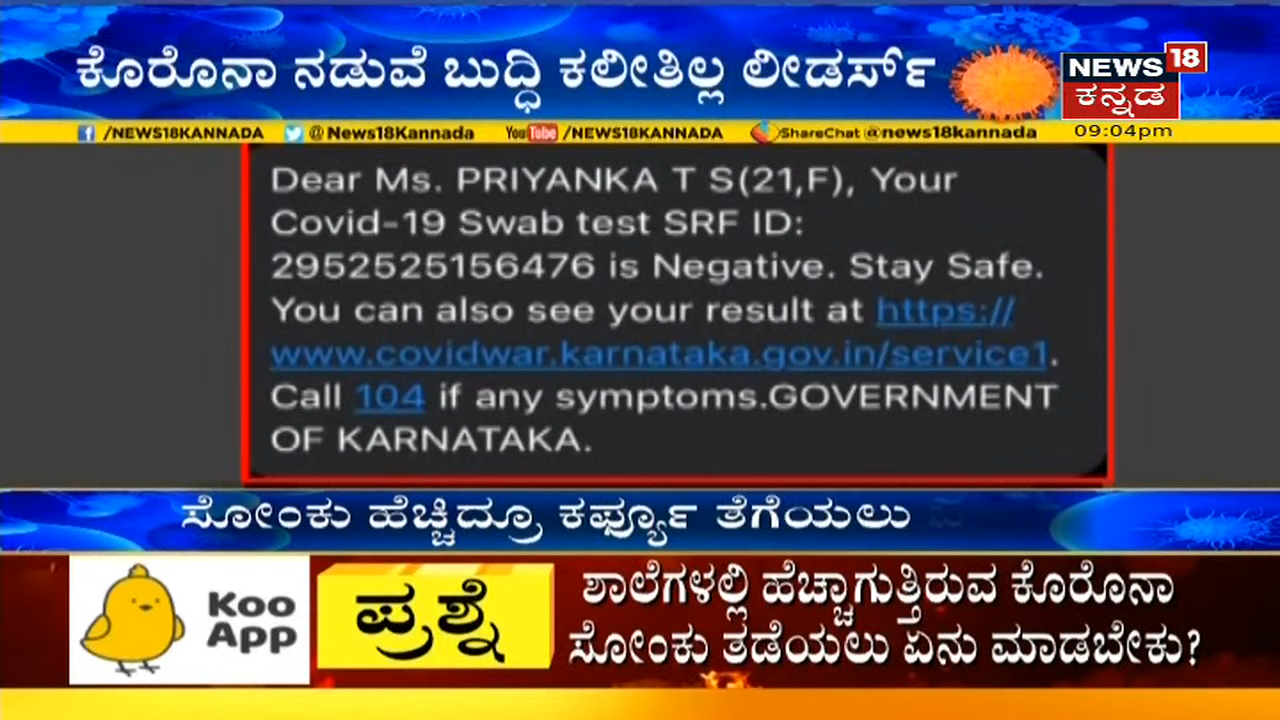 ಕೊರೊನಾ ನಡುವೆ ಬುದ್ಧಿ ಕಲೀತಿಲ್ಲ ಲೀಡರ್ಸ್
NEWS 18
ಕನ್ನಡ
/NEWS18KANNADA @News18Kannada YouTube /NEWS18KANNADA ShareChat @news18kannada
09:04pm
Dear Ms. PRIYANKA T S(21,F), Your
Covid-19 Swab test SRF ID:
2952525156476 is Negative. Stay Safe.
You can also see your result at https://
www.covidwar.karnataka.gov.in/service1.
Call 104 if any symptoms.GOVERNMENT
OF KARNATAKA.
ಸೋಂಕು ಹೆಚ್ಚಿದ್ರೂ ಕರ್ಫ್ಯೂ ತೆಗೆಯಲು
Koo
App
ಪ್ರಶ್ನೆ
ಶಾಲೆಗಳಲ್ಲಿ ಹೆಚ್ಚಾಗುತ್ತಿರುವ ಕೊರೊನಾ
ಸೋಂಕು ತಡೆಯಲು ಏನು ಮಾಡಬೇಕು?